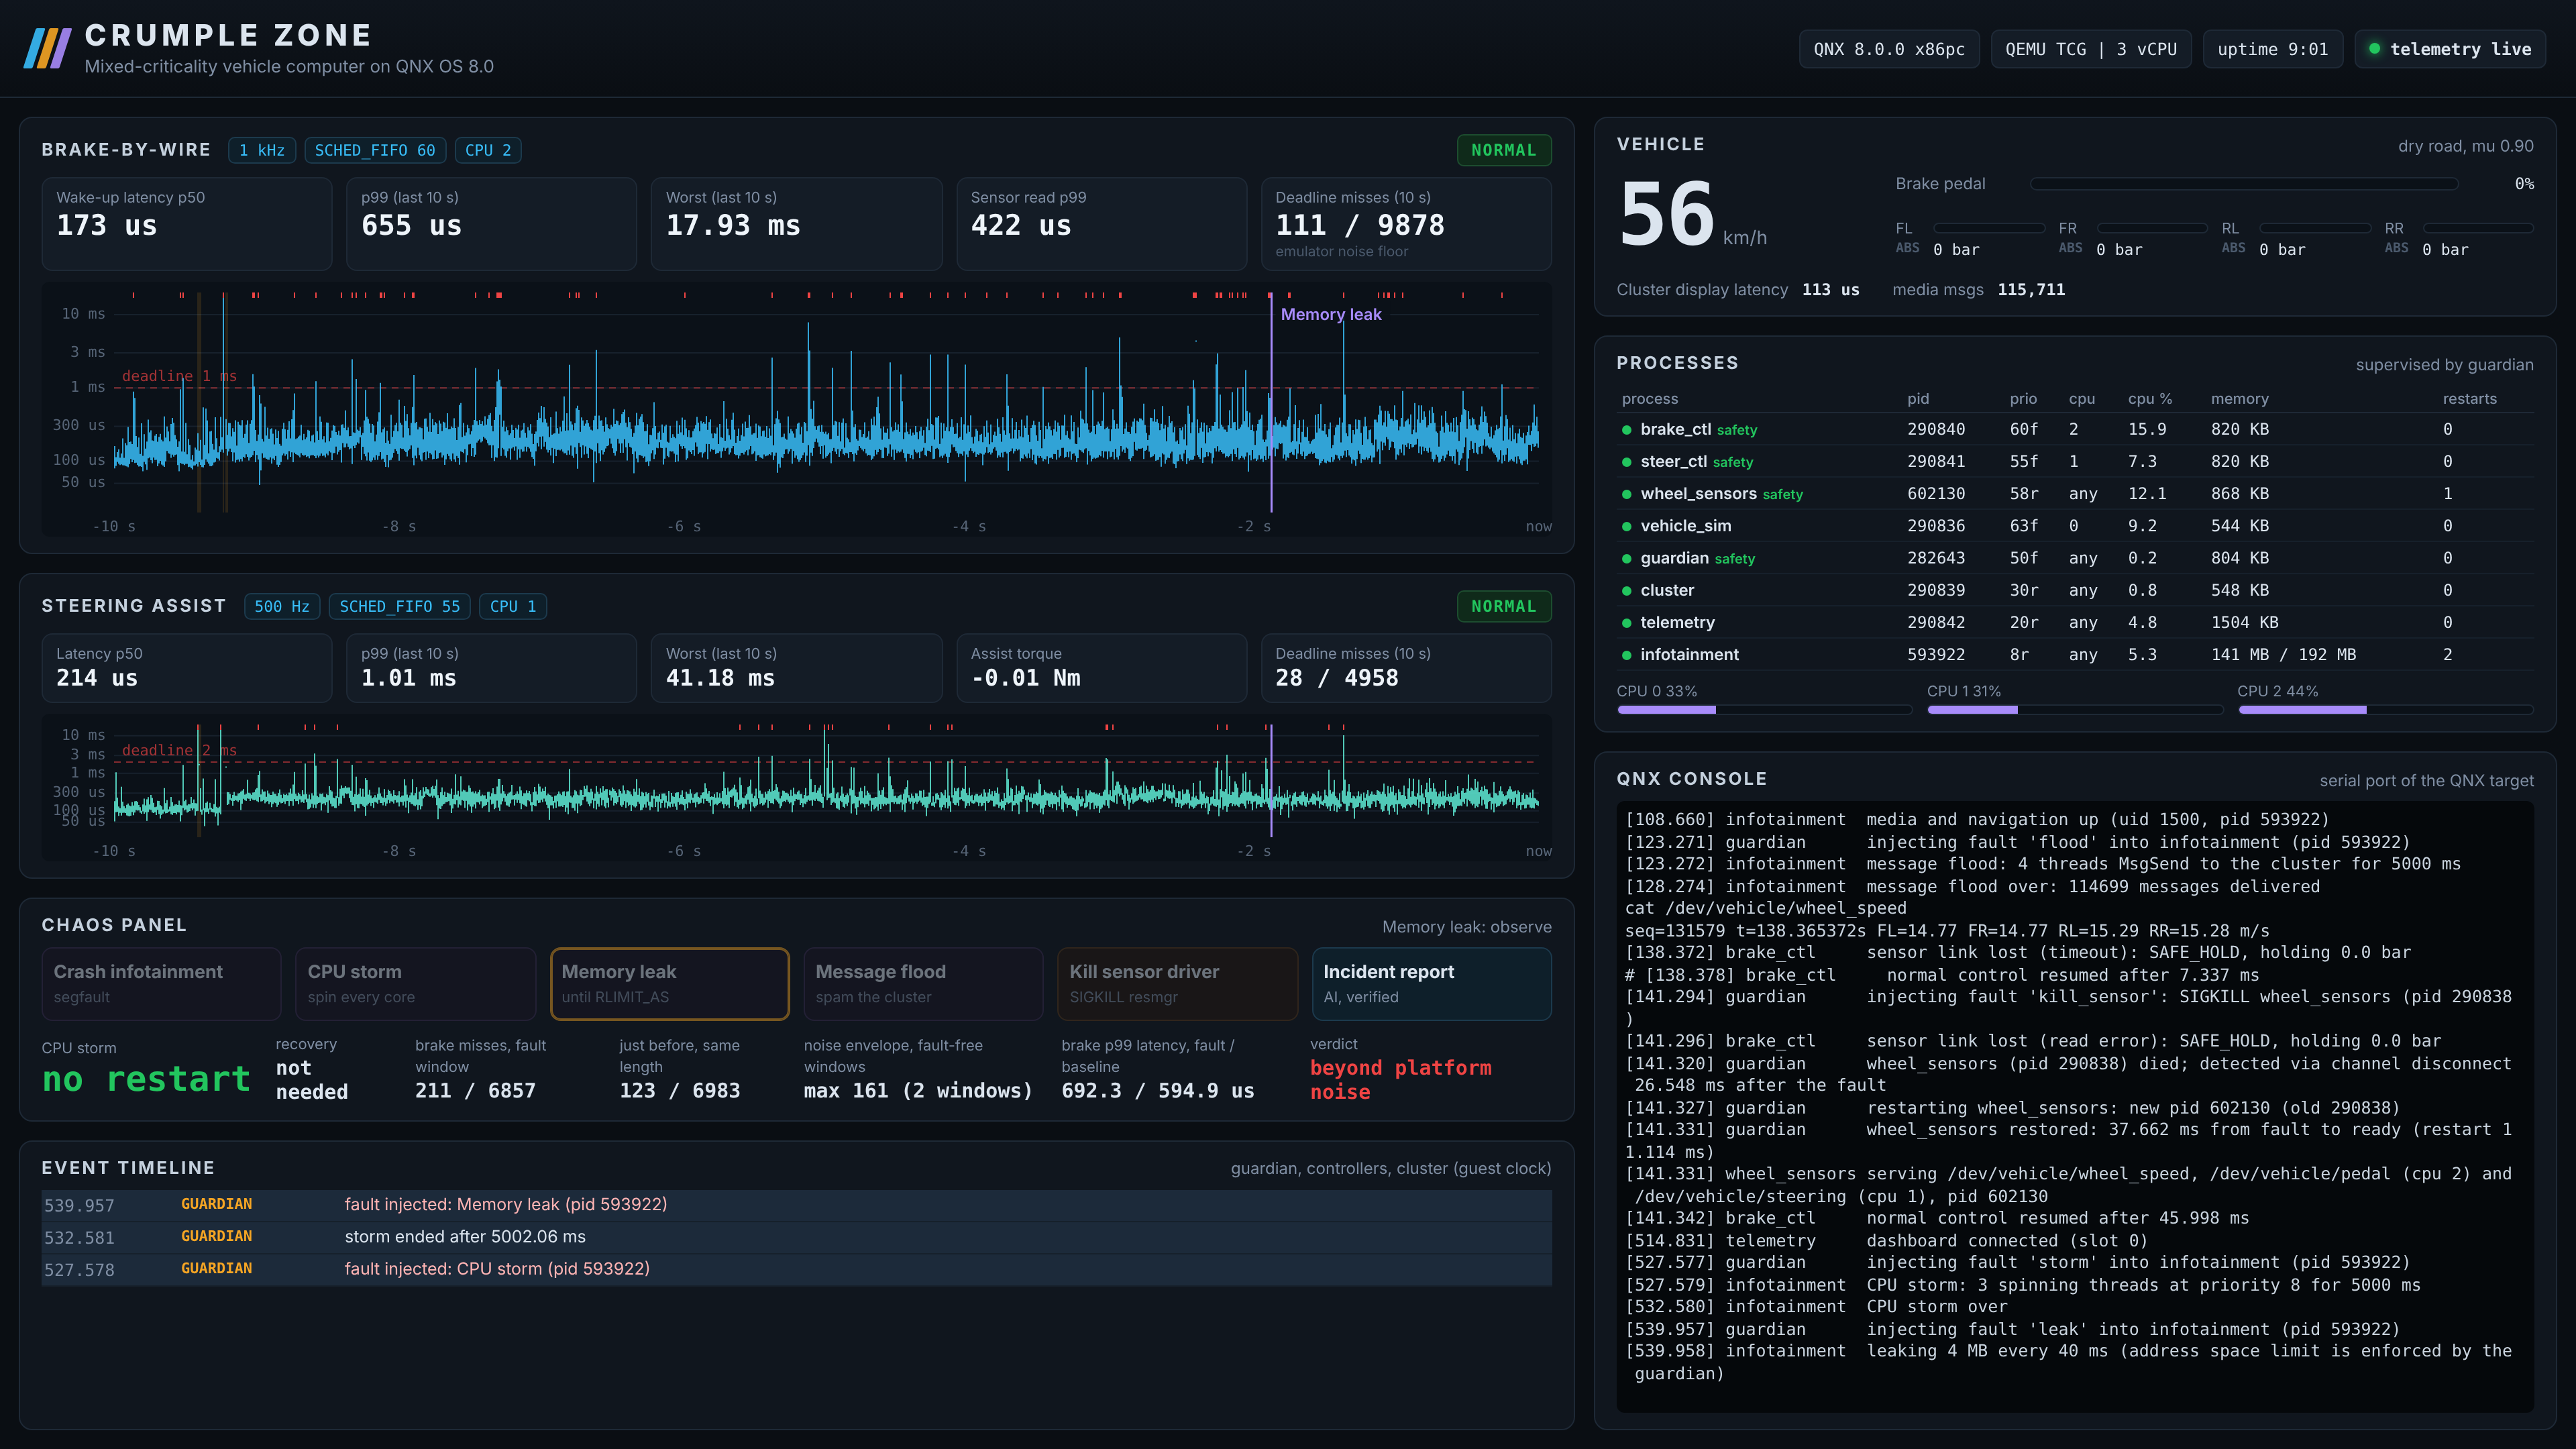 CRUMPLE ZONE
Mixed-criticality vehicle computer on QNX OS 8.0
QNX 8.0.0 x86pc
QEMU TCG | 3 vCPU
uptime 9:01
telemetry live
BRAKE-BY-WIRE
1 kHz
SCHED_FIFO 60
CPU 2
NORMAL
Wake-up latency p50
173 us
p99 (last 10 s)
655 us
Worst (last 10 s)
17.93 ms
Sensor read p99
422 us
Deadline misses (10 s)
111 / 9878
emulator noise floor
Memory leak
10 ms
3 ms
deadline 1 ms
1 ms
300 us
100 us
50 us
-10 s
-8 s
-6 s
-4 s
-2 s
now
STEERING ASSIST
500 Hz
SCHED_FIFO 55
CPU 1
NORMAL
Latency p50
214 us
p99 (last 10 s)
1.01 ms
Worst (last 10 s)
41.18 ms
Assist torque
-0.01 Nm
Deadline misses (10 s)
28 / 4958
10 ms
deadline 2 ms
3 ms
1 ms
300 us
100 us
50 us
-10 s
-8 s
-6 s
-4 s
-2 s
now
CHAOS PANEL
Memory leak: observe
Crash infotainment
segfault
CPU storm
spin every core
Memory leak
until RLIMIT_AS
Message flood
spam the cluster
Kill sensor driver
SIGKILL resmgr
Incident report
AI, verified
CPU storm
no restart
recovery
not
needed
brake misses, fault
window
211 / 6857
just before, same
length
123 / 6983
noise envelope, fault-free
windows
max 161 (2 windows)
brake p99 latency, fault /
baseline
692.3 / 594.9 us
verdict
beyond platform
noise
EVENT TIMELINE
guardian, controllers, cluster (guest clock)
539.957 GUARDIAN fault injected: Memory leak (pid 593922)
532.581 GUARDIAN storm ended after 5002.06 ms
527.578 GUARDIAN fault injected: CPU storm (pid 593922)
VEHICLE
dry road, mu 0.90
56 km/h
Brake pedal 0%
FL ABS 0 bar
FR ABS 0 bar
RL ABS 0 bar
RR ABS 0 bar
Cluster display latency 113 us media msgs 115,711
PROCESSES
supervised by guardian
process pid prio cpu cpu % memory restarts
brake_ctl safety 290840 60f 2 15.9 820 KB 0
steer_ctl safety 290841 55f 1 7.3 820 KB 0
wheel_sensors safety 602130 58r any 12.1 868 KB 1
vehicle_sim 290836 63f 0 9.2 544 KB 0
guardian safety 282643 50f any 0.2 804 KB 0
cluster 290839 30r any 0.8 548 KB 0
telemetry 290842 20r any 4.8 1504 KB 0
infotainment 593922 8r any 5.3 141 MB / 192 MB 2
CPU 0 33%
CPU 1 31%
CPU 2 44%
QNX CONSOLE
serial port of the QNX target
[108.660] infotainment media and navigation up (uid 1500, pid 593922)
[123.271] guardian injecting fault 'flood' into infotainment (pid 593922)
[123.272] infotainment message flood: 4 threads MsgSend to the cluster for 5000 ms
[128.274] infotainment message flood over: 114699 messages delivered
cat /dev/vehicle/wheel_speed
seq=131579 t=138.365372s FL=14.77 FR=14.77 RL=15.29 RR=15.28 m/s
[138.372] brake_ctl sensor link lost (timeout): SAFE_HOLD, holding 0.0 bar
# [138.378] brake_ctl normal control resumed after 7.337 ms
[141.294] guardian injecting fault 'kill_sensor': SIGKILL wheel_sensors (pid 290838
)
[141.296] brake_ctl sensor link lost (read error): SAFE_HOLD, holding 0.0 bar
[141.320] guardian wheel_sensors (pid 290838) died; detected via channel disconnect
26.548 ms after the fault
[141.327] guardian restarting wheel_sensors: new pid 602130 (old 290838)
[141.331] guardian wheel_sensors restored: 37.662 ms from fault to ready (restart 1
1.114 ms)
[141.331] wheel_sensors serving /dev/vehicle/wheel_speed, /dev/vehicle/pedal (cpu 2) and
/dev/vehicle/steering (cpu 1), pid 602130
[141.342] brake_ctl normal control resumed after 45.998 ms
[514.831] telemetry dashboard connected (slot 0)
[527.577] guardian injecting fault 'storm' into infotainment (pid 593922)
[527.579] infotainment CPU storm: 3 spinning threads at priority 8 for 5000 ms
[532.580] infotainment CPU storm over
[539.957] guardian injecting fault 'leak' into infotainment (pid 593922)
[539.958] infotainment leaking 4 MB every 40 ms (address space limit is enforced by the
guardian)